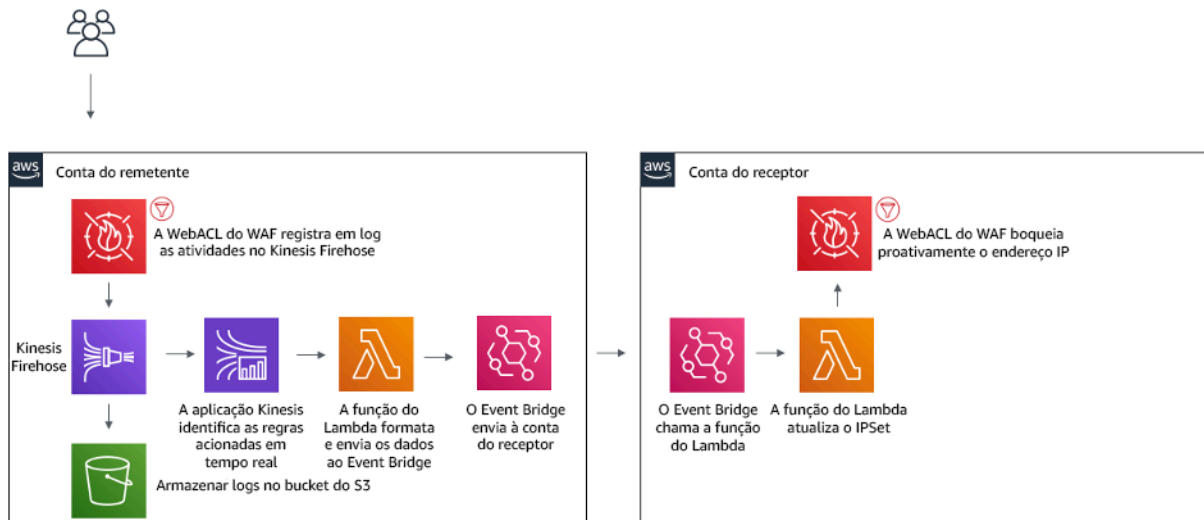 aws
Conta do remetente
A WebACL do WAF registra em log
as atividades no Kinesis Firehose
Kinesis
Firehose
A aplicação Kinesis
identifica as regras
acionadas em
tempo real
A função do
Lambda formata
e envia os dados
ao Event Bridge
O Event Bridge
envia à conta
do receptor
Armazenar logs no bucket do S3
aws
Conta do receptor
A WebACL do WAF boqueia
proativamente o endereço IP
O Event Bridge
chama a função
do Lambda
A função do Lambda
atualiza o IPSet